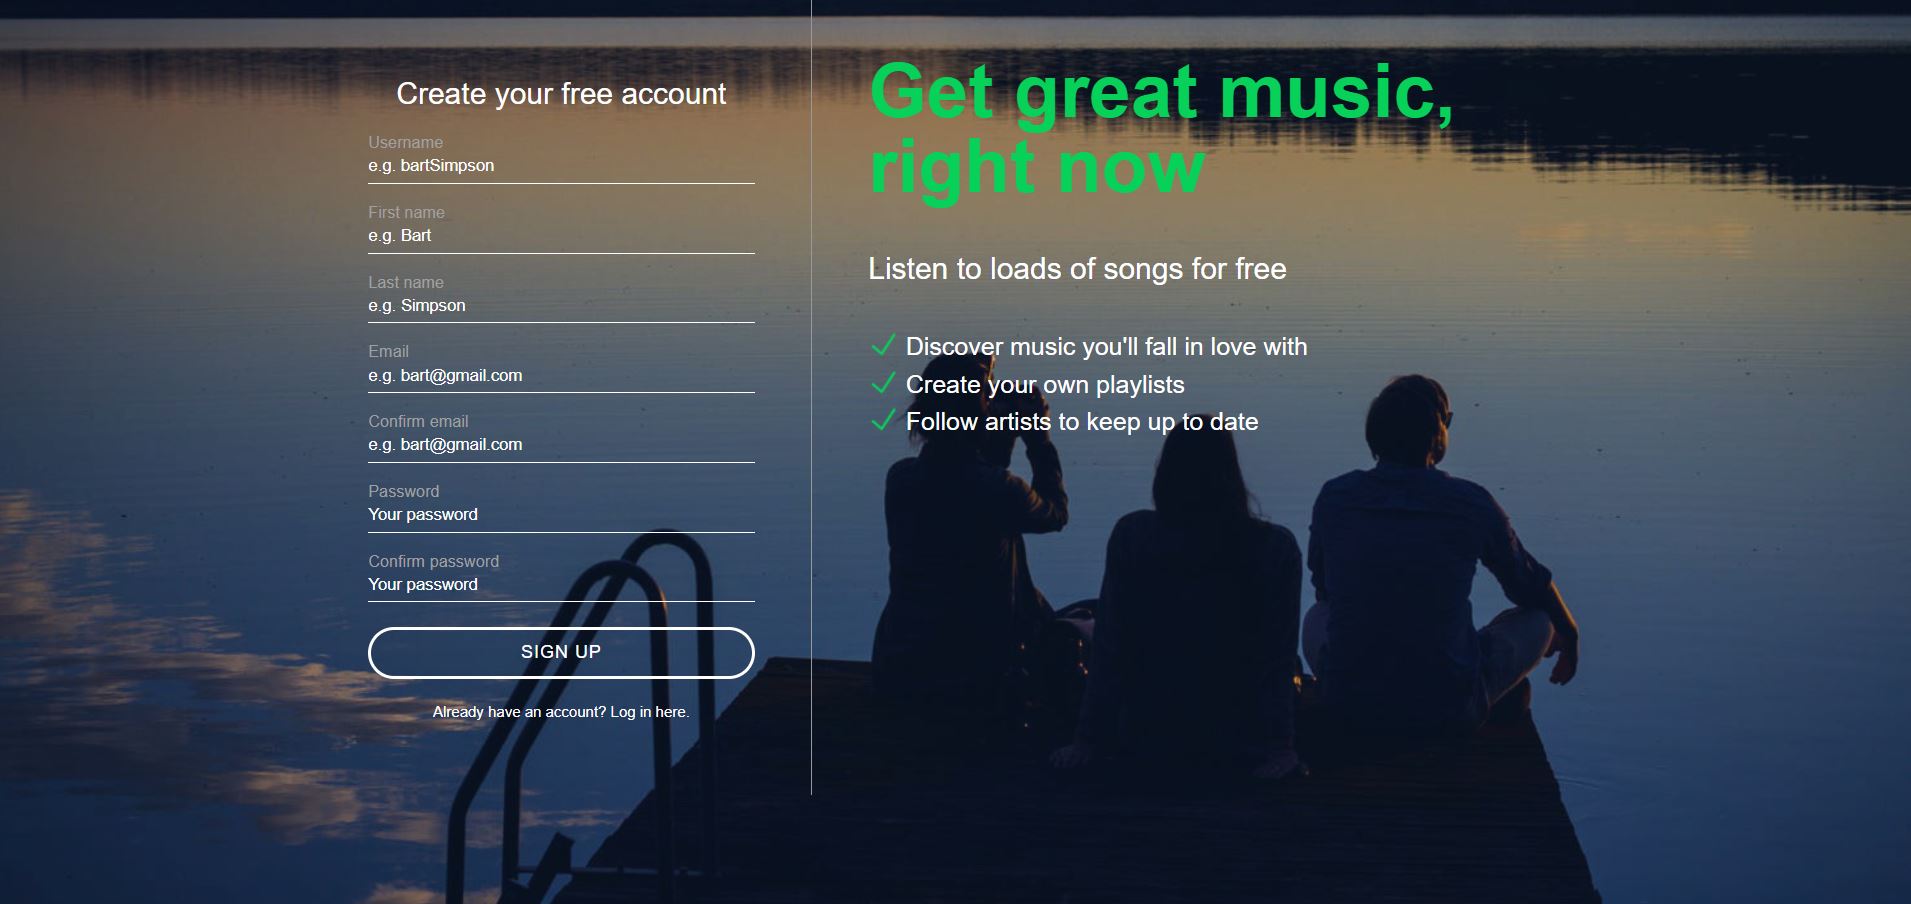 Create your free account
Username
e.g. bartSimpson
First name
e.g. Bart
Last name
e.g. Simpson
Email
e.g. bart@gmail.com
Confirm email
e.g. bart@gmail.com
Password
Your password
Confirm password
Your password
SIGN UP
Already have an account? Log in here.
Get great music,
right now
Listen to loads of songs for free
Discover music you'll fall in love with
Create your own playlists
Follow artists to keep up to date